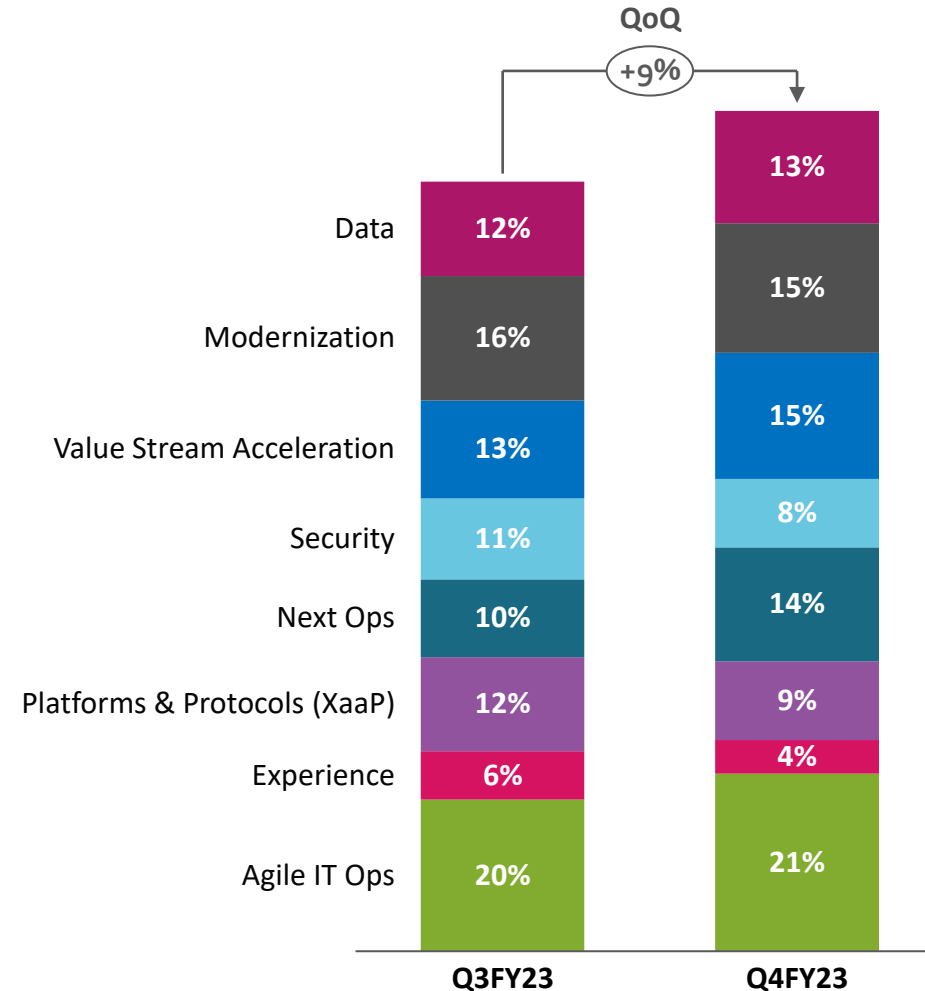 QoQ
+9%
Data 12% 13%
Modernization 16% 15%
Value Stream Acceleration 13% 15%
Security 11% 8%
Next Ops 10% 14%
Platforms & Protocols (XaaP) 12% 9%
Experience 6% 4%
Agile IT Ops 20% 21%
Q3FY23 Q4FY23